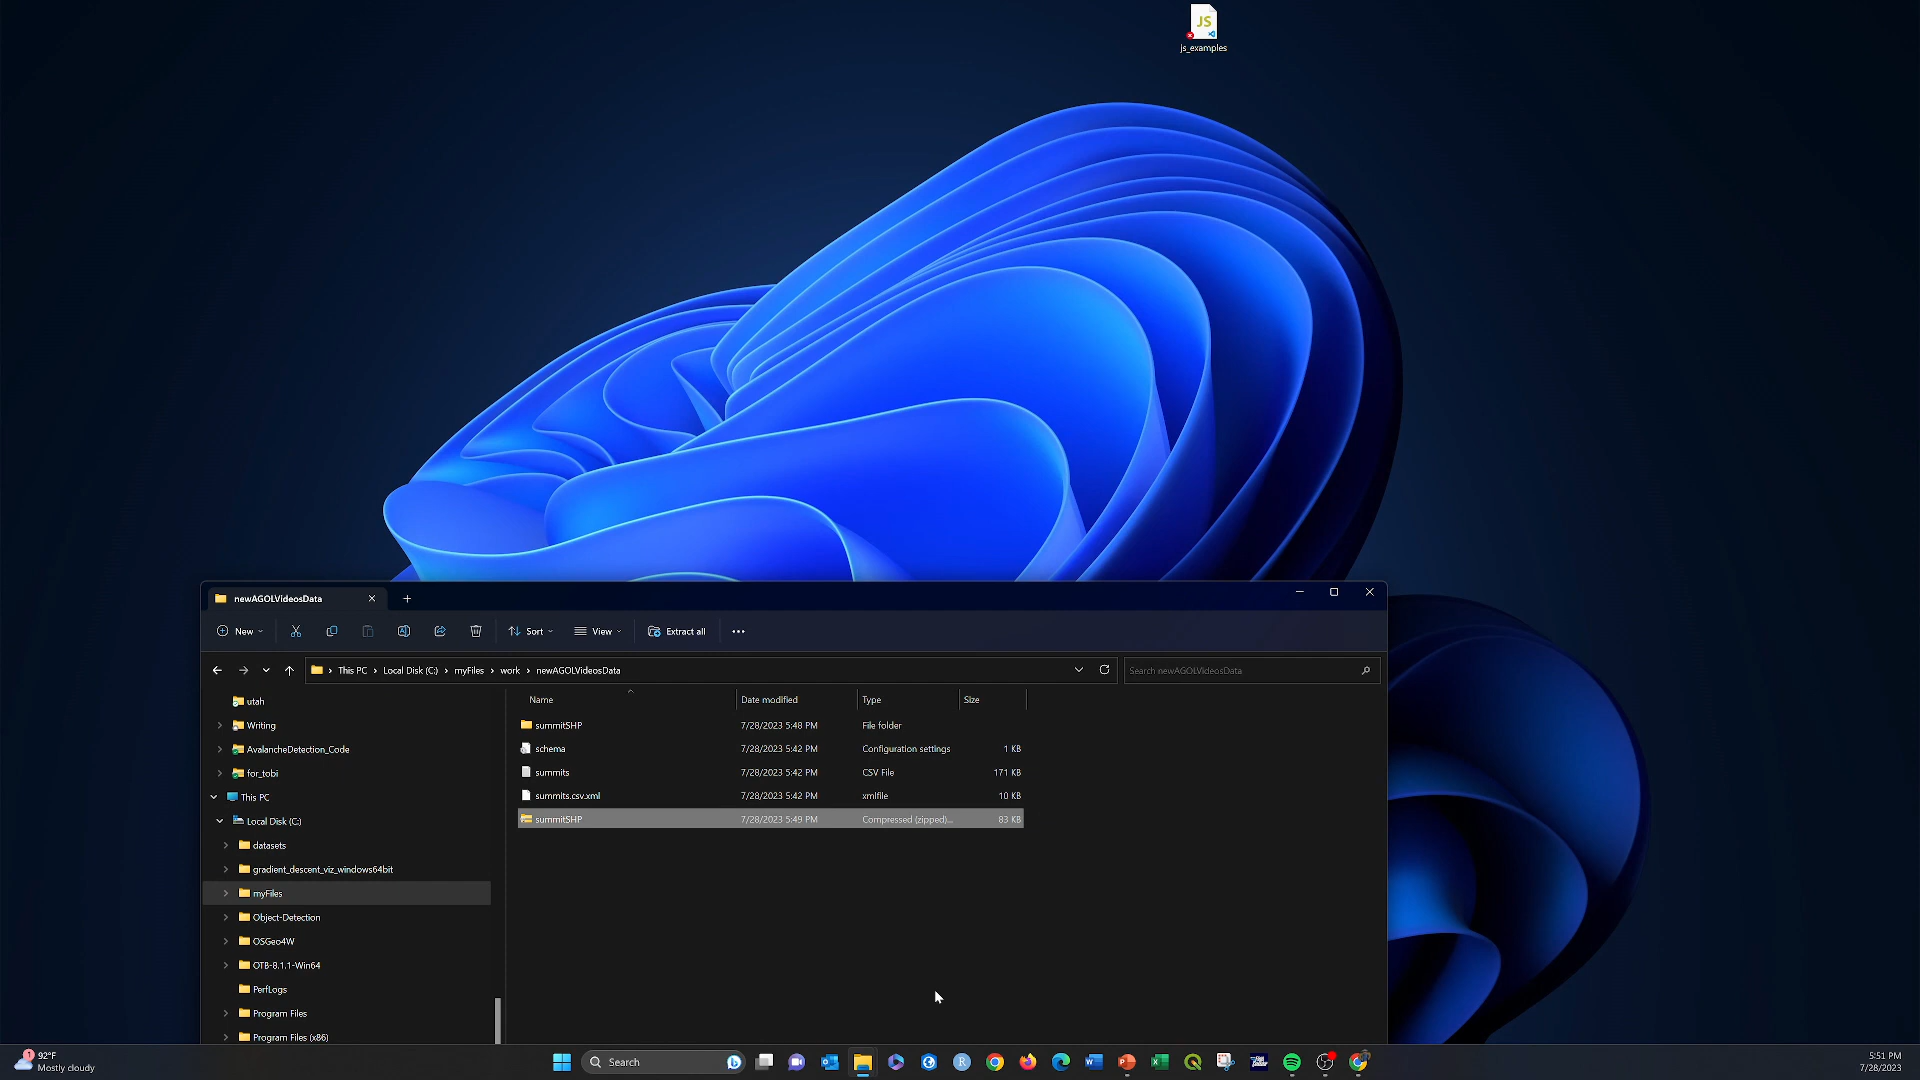 JS
js_examples
newAGOLVideosData
New
Sort
View
Extract all
This PC
Local Disk (C:)
myFiles
work
newAGOLVideosData
Search newAGOLVideosData
Name
Date modified
Type
Size
summitSHP
7/28/2023 5:48 PM
File folder
schema
7/28/2023 5:42 PM
Configuration settings
1 KB
summits
7/28/2023 5:42 PM
CSV File
171 KB
summits.csv.xml
7/28/2023 5:42 PM
xmlfile
10 KB
summitSHP
7/28/2023 5:49 PM
Compressed (zipped)...
83 KB
utah
Writing
AvalancheDetection_Code
for_tobi
This PC
Local Disk (C:)
datasets
gradient_descent_viz_windows64bit
myFiles
Object-Detection
OSGeo4W
OTB-8.1.1-Win64
PerfLogs
Program Files
Program Files (x86)
1
92°F
Mostly cloudy
Search
5:51 PM
7/28/2023